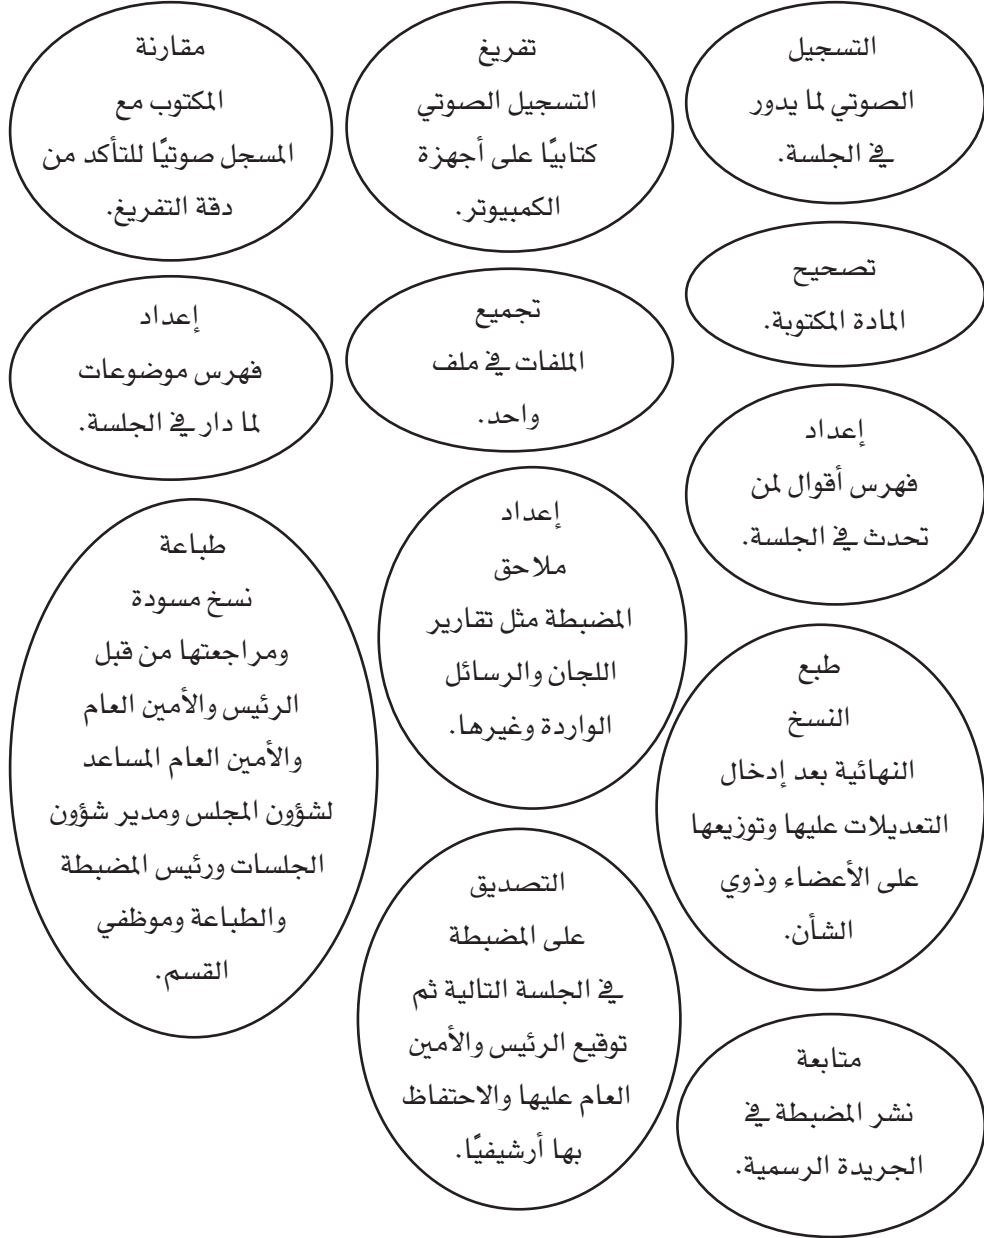 التسجيل
الصوتي لما يدور
في الجلسة.
تفريغ
التسجيل الصوتي
كتابيًا على أجهزة
الكمبيوتر.
مقارنة
المكتوب مع
المسجل صوتيًا للتأكد من
دقة التفريغ.
تصحيح
المادة المكتوبة.
تجميع
الملفات في ملف
واحد.
إعداد
فهرس موضوعات
لما دار في الجلسة.
إعداد
فهرس أقوال لمن
تحدث في الجلسة.
إعداد
ملاحق
المضبطة مثل تقارير
اللجان والرسائل
الواردة وغيرها.
طباعة
نسخ مسودة
ومراجعتها من قبل
الرئيس والأمين العام
والأمين العام المساعد
لشؤون المجلس ومدير شؤون
الجلسات ورئيس المضبطة
والطباعة وموظفي
القسم.
طبع
النسخ
النهائية بعد إدخال
التعديلات عليها وتوزيعها
على الأعضاء وذوي
الشأن.
التصديق
على المضبطة
في الجلسة التالية ثم
توقيع الرئيس والأمين
العام عليها والاحتفاظ
بها أرشيفيًا.
متابعة
نشر المضبطة في
الجريدة الرسمية.